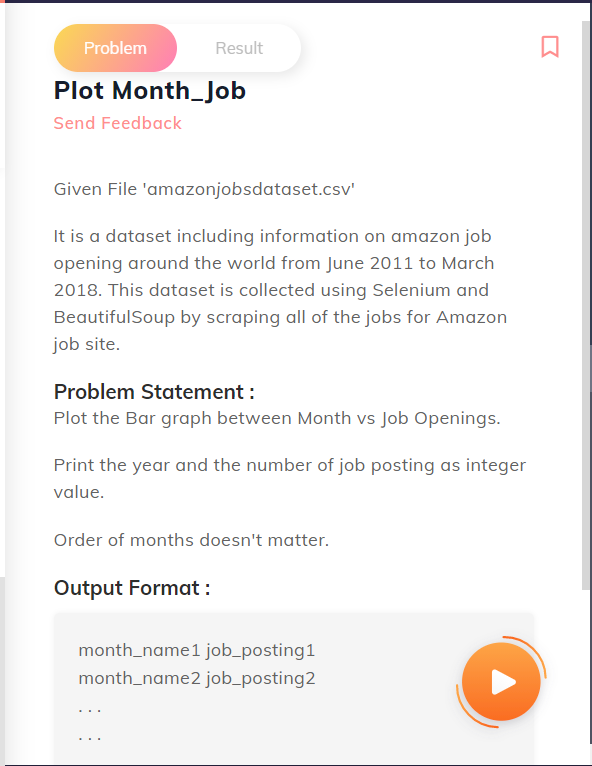 Problem
Result
Plot Month_Job
Send Feedback
Given File 'amazonjobsdataset.csv'
It is a dataset including information on amazon job
opening around the world from June 2011 to March
2018. This dataset is collected using Selenium and
BeautifulSoup by scraping all of the jobs for Amazon
job site.
Problem Statement :
Plot the Bar graph between Month vs Job Openings.
Print the year and the number of job posting as integer
value.
Order of months doesn't matter.
Output Format :
month_name1 job_posting1
month_name2 job_posting2
. . .
. . .